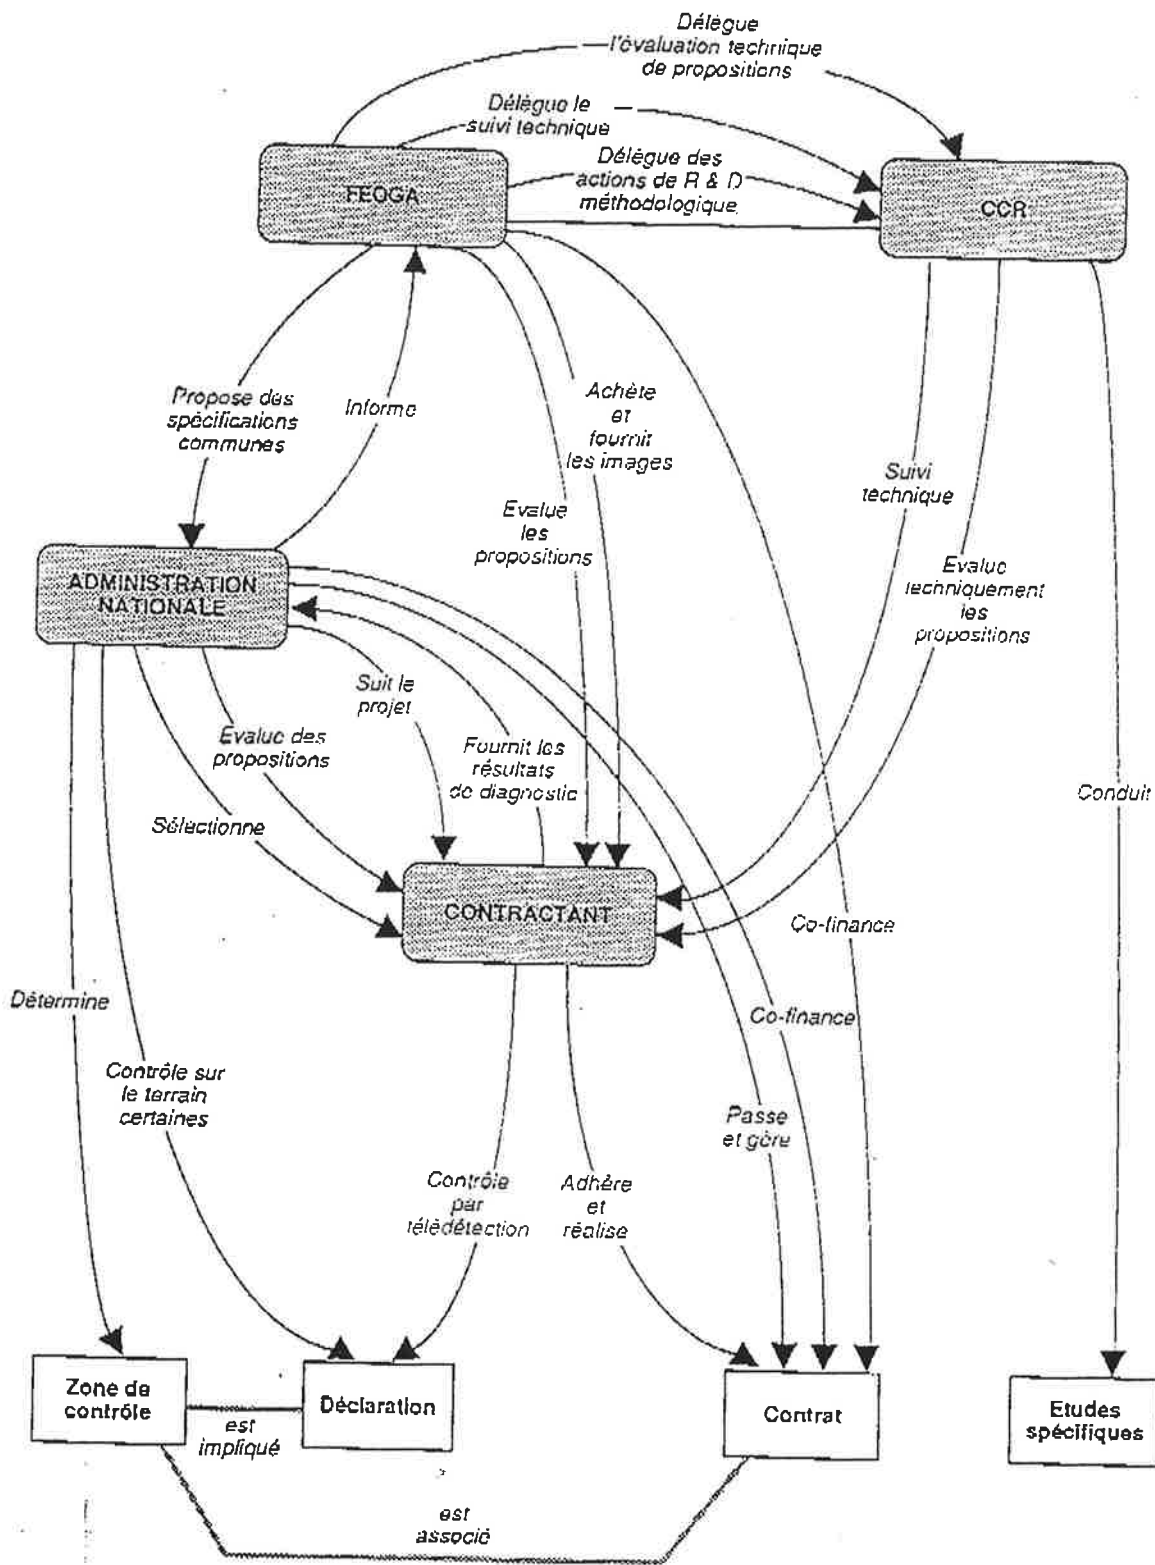 Délègue
l'évaluation technique
de propositions
Délègue le
suivi technique
Délègue des
actions de R & D
méthodologique
FEOGA
CCR
Propose des
spécifications
communes
Informe
Achète
et
fournit
les images
Evalue
les
propositions
Suivi
technique
Evalue
techniquement
les
propositions
ADMINISTRATION
NATIONALE
Suit le
projet
Evalue des
propositions
Fournit les
résultats
de diagnostic
Sélectionne
Conduit
CONTRACTANT
Co-finance
Détermine
Co-finance
Contrôle sur
le terrain
certaines
Passe
et gère
Contrôle
par
télédétection
Adhère
et
réalise
Zone de
contrôle
Déclaration
Contrat
Etudes
spécifiques
est
impliqué
est
associé